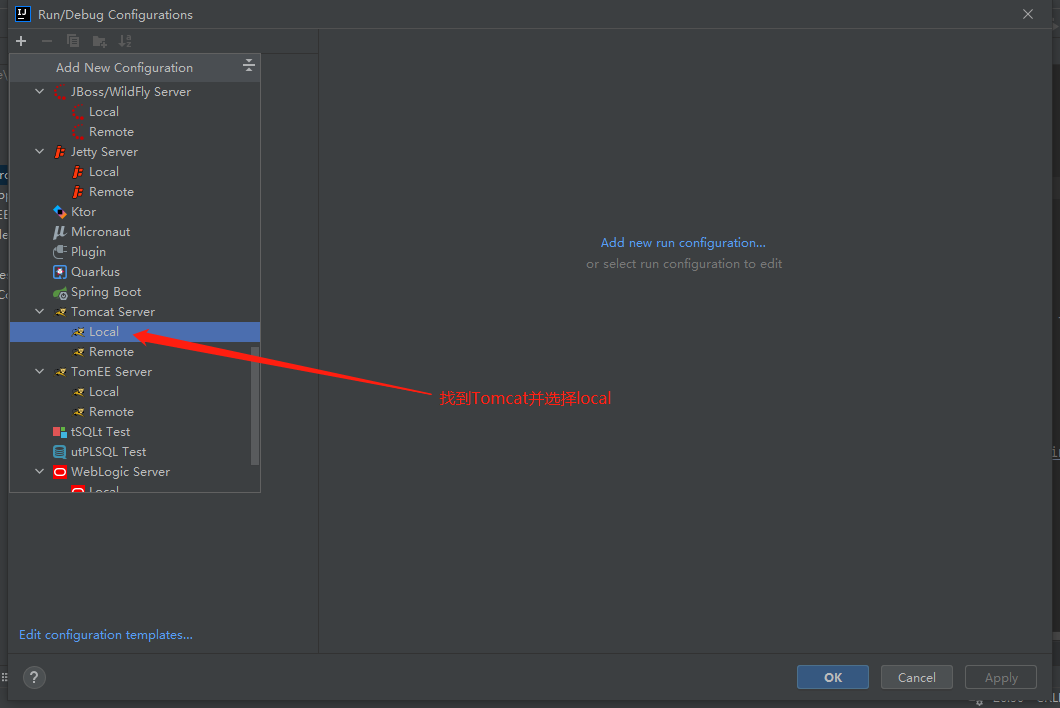 Run/Debug Configurations
Add New Configuration
JBoss/WildFly Server
Local
Remote
Jetty Server
Local
Remote
Ktor
Micronaut
Plugin
Quarkus
Spring Boot
Tomcat Server
Local
Remote
TomEE Server
Local
Remote
tSQLt Test
utPLSQL Test
WebLogic Server
Local
Add new run configuration...
or select run configuration to edit
找到Tomcat并选择local
Edit configuration templates...
?
OK
Cancel
Apply